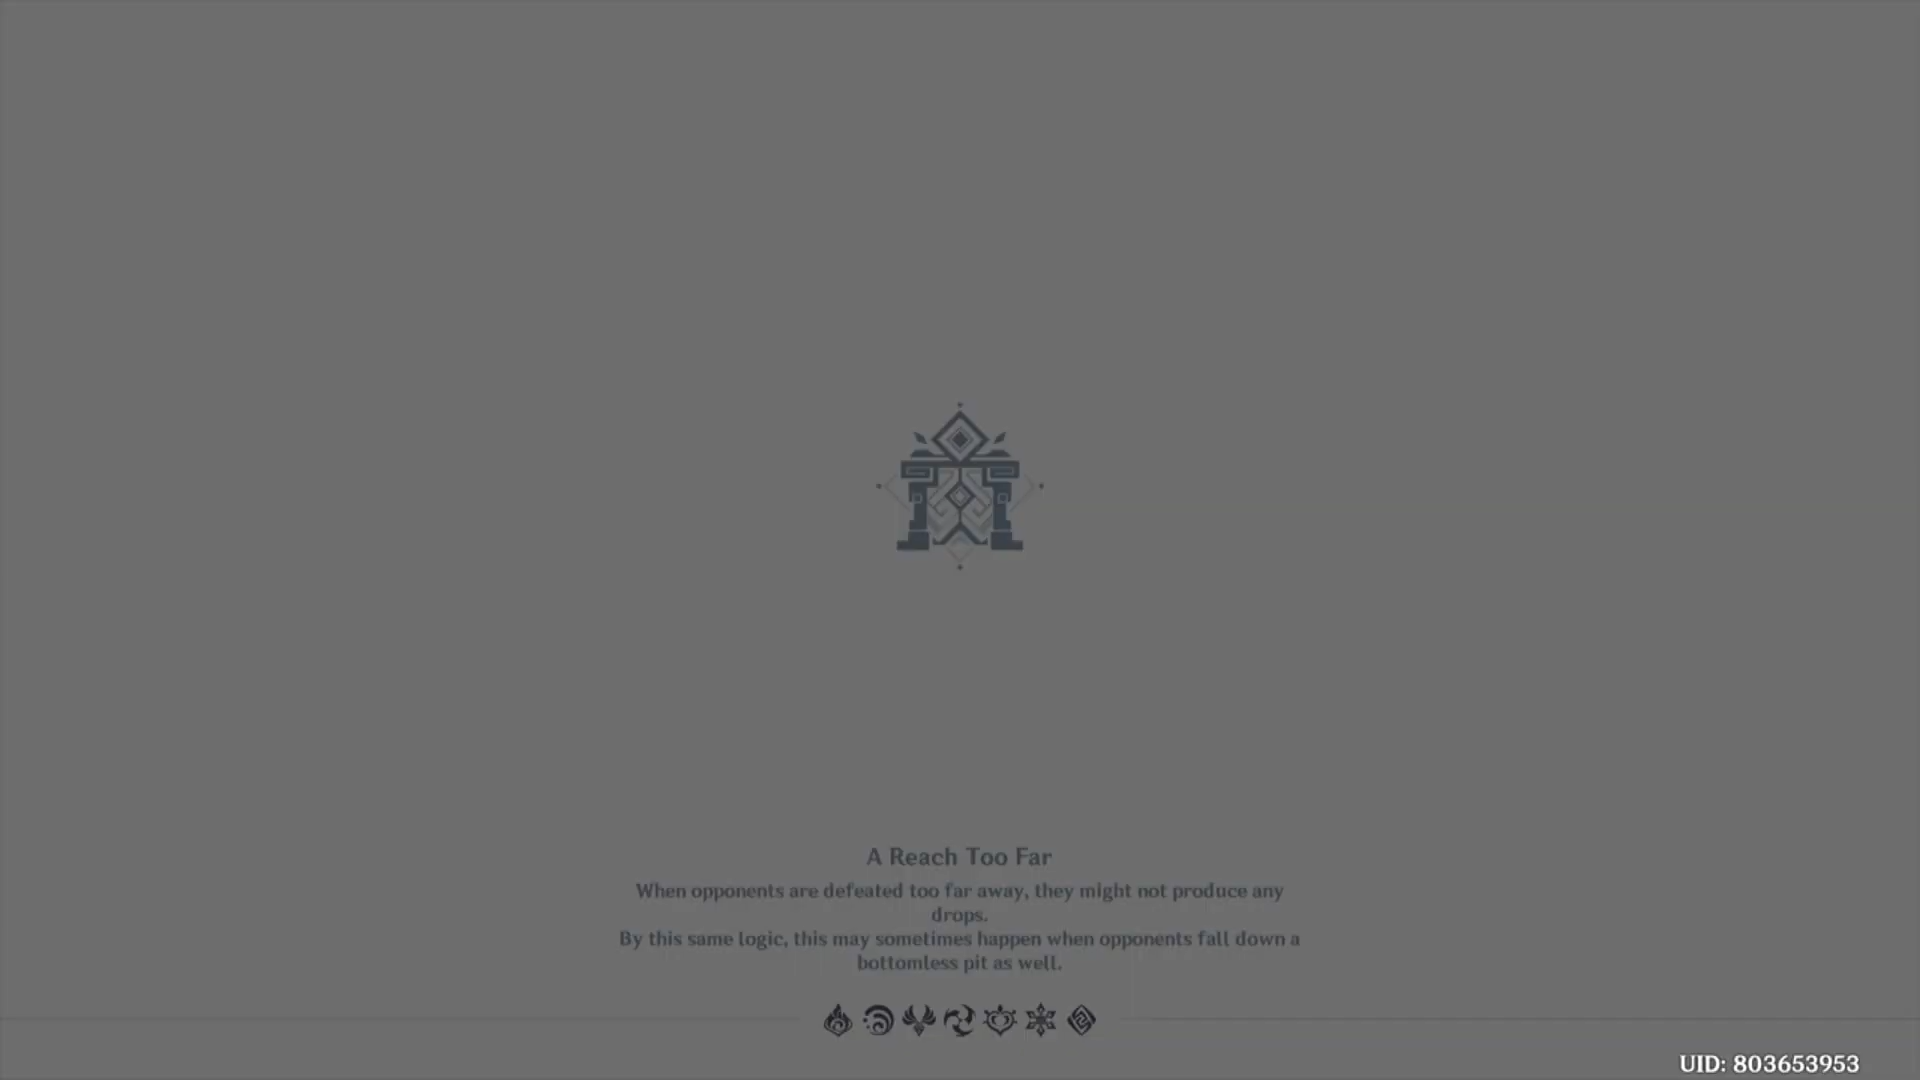 A Reach Too Far
When opponents are defeated too far away, they might not produce any
drops.
By this same logic, this may sometimes happen when opponents fall down a
bottomless pit as well.
UID: 803653953